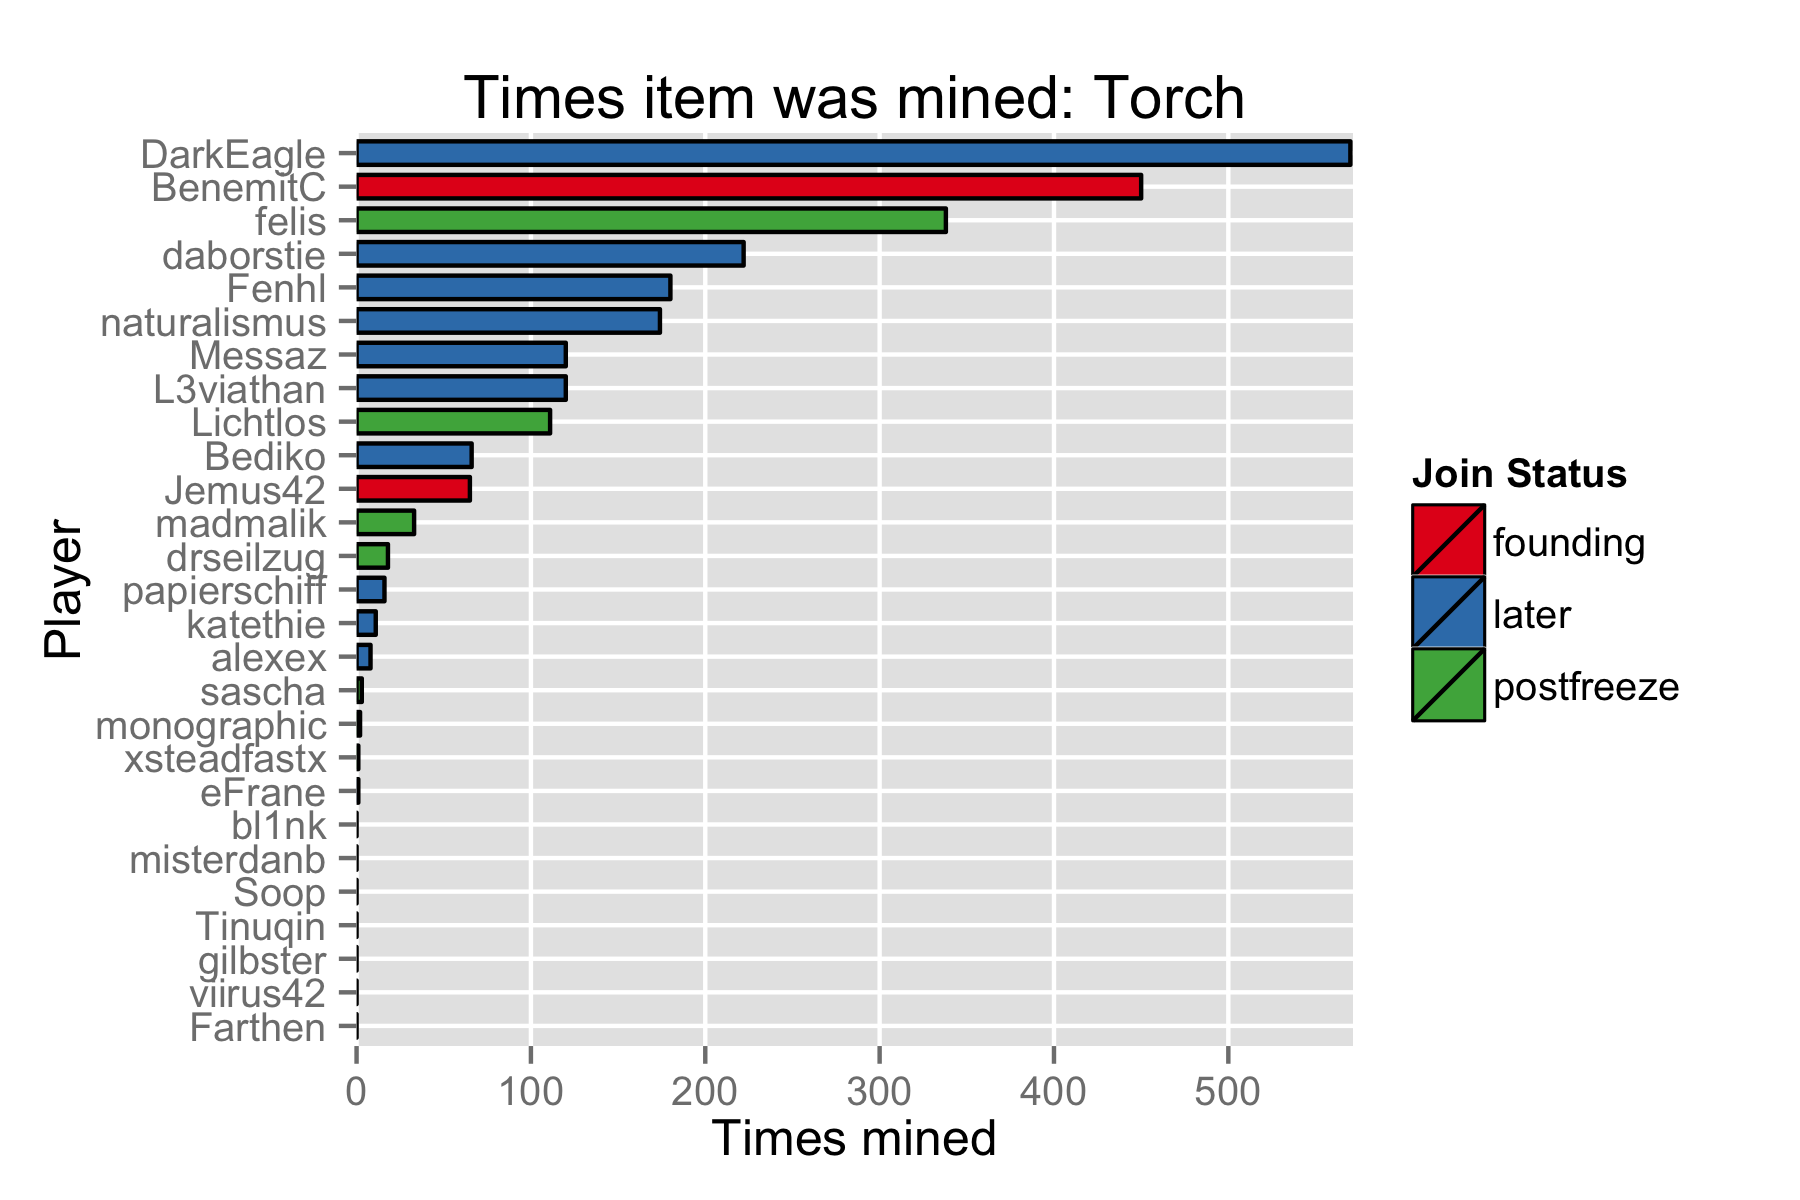 Times item was mined: Torch
Player
DarkEagle
BenemitC
felis
daborstie
Fenhl
naturalismus
Messaz
L3viathan
Lichtlos
Bediko
Jemus42
madmalik
drseilzug
papierschiff
katethie
alexex
sascha
monographic
xsteadfastx
eFrane
bl1nk
misterdanb
Soop
Tinuqin
gilbster
viirus42
Farthen
0 100 200 300 400 500
Times mined
Join Status
founding
later
postfreeze